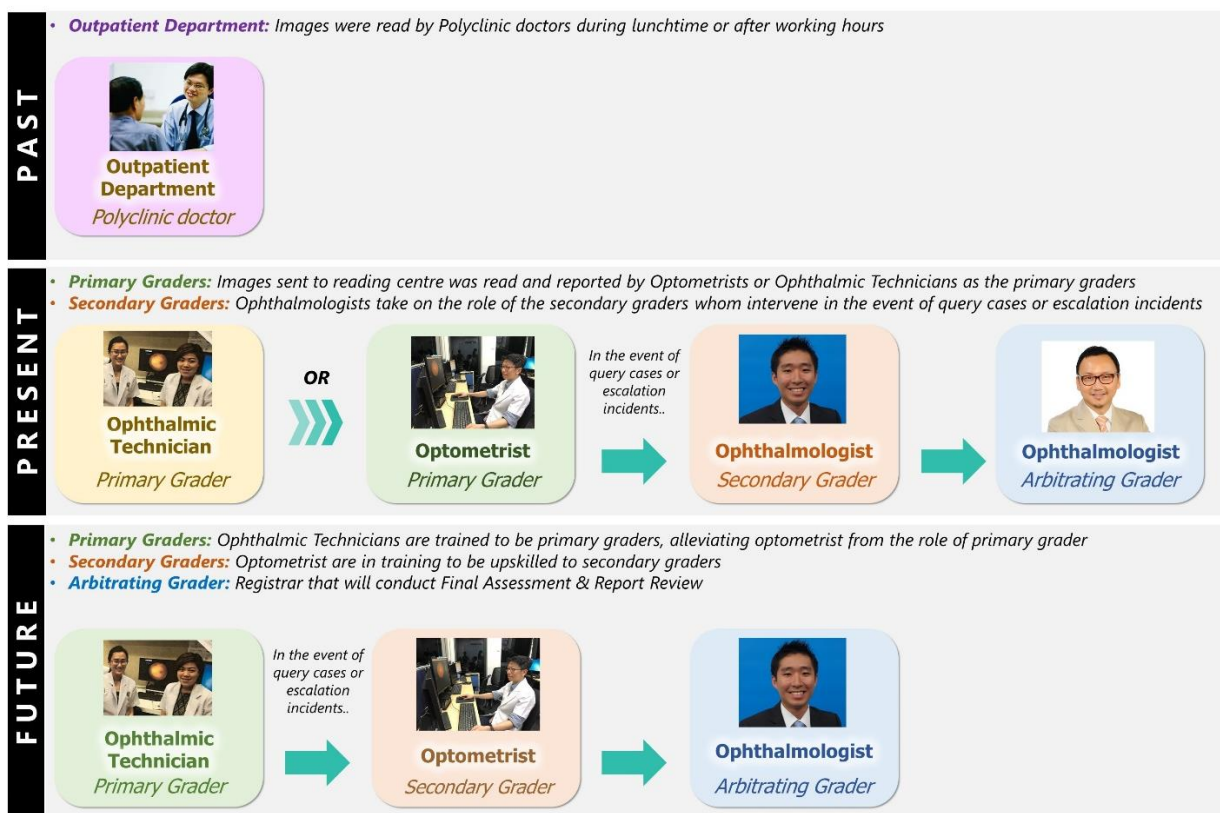 PAST
• Outpatient Department: Images were read by Polyclinic doctors during lunchtime or after working hours
Outpatient
Department
Polyclinic doctor
PRESENT
• Primary Graders: Images sent to reading centre was read and reported by Optometrists or Ophthalmic Technicians as the primary graders
• Secondary Graders: Ophthalmologists take on the role of the secondary graders whom intervene in the event of query cases or escalation incidents
Ophthalmic
Technician
Primary Grader
OR
Optometrist
Primary Grader
In the event of
query cases or
escalation
incidents..
Ophthalmologist
Secondary Grader
Ophthalmologist
Arbitrating Grader
FUTURE
• Primary Graders: Ophthalmic Technicians are trained to be primary graders, alleviating optometrist from the role of primary grader
• Secondary Graders: Optometrist are in training to be upskilled to secondary graders
• Arbitrating Grader: Registrar that will conduct Final Assessment & Report Review
Ophthalmic
Technician
Primary Grader
In the event of
query cases or
escalation
incidents..
Optometrist
Secondary Grader
Ophthalmologist
Arbitrating Grader